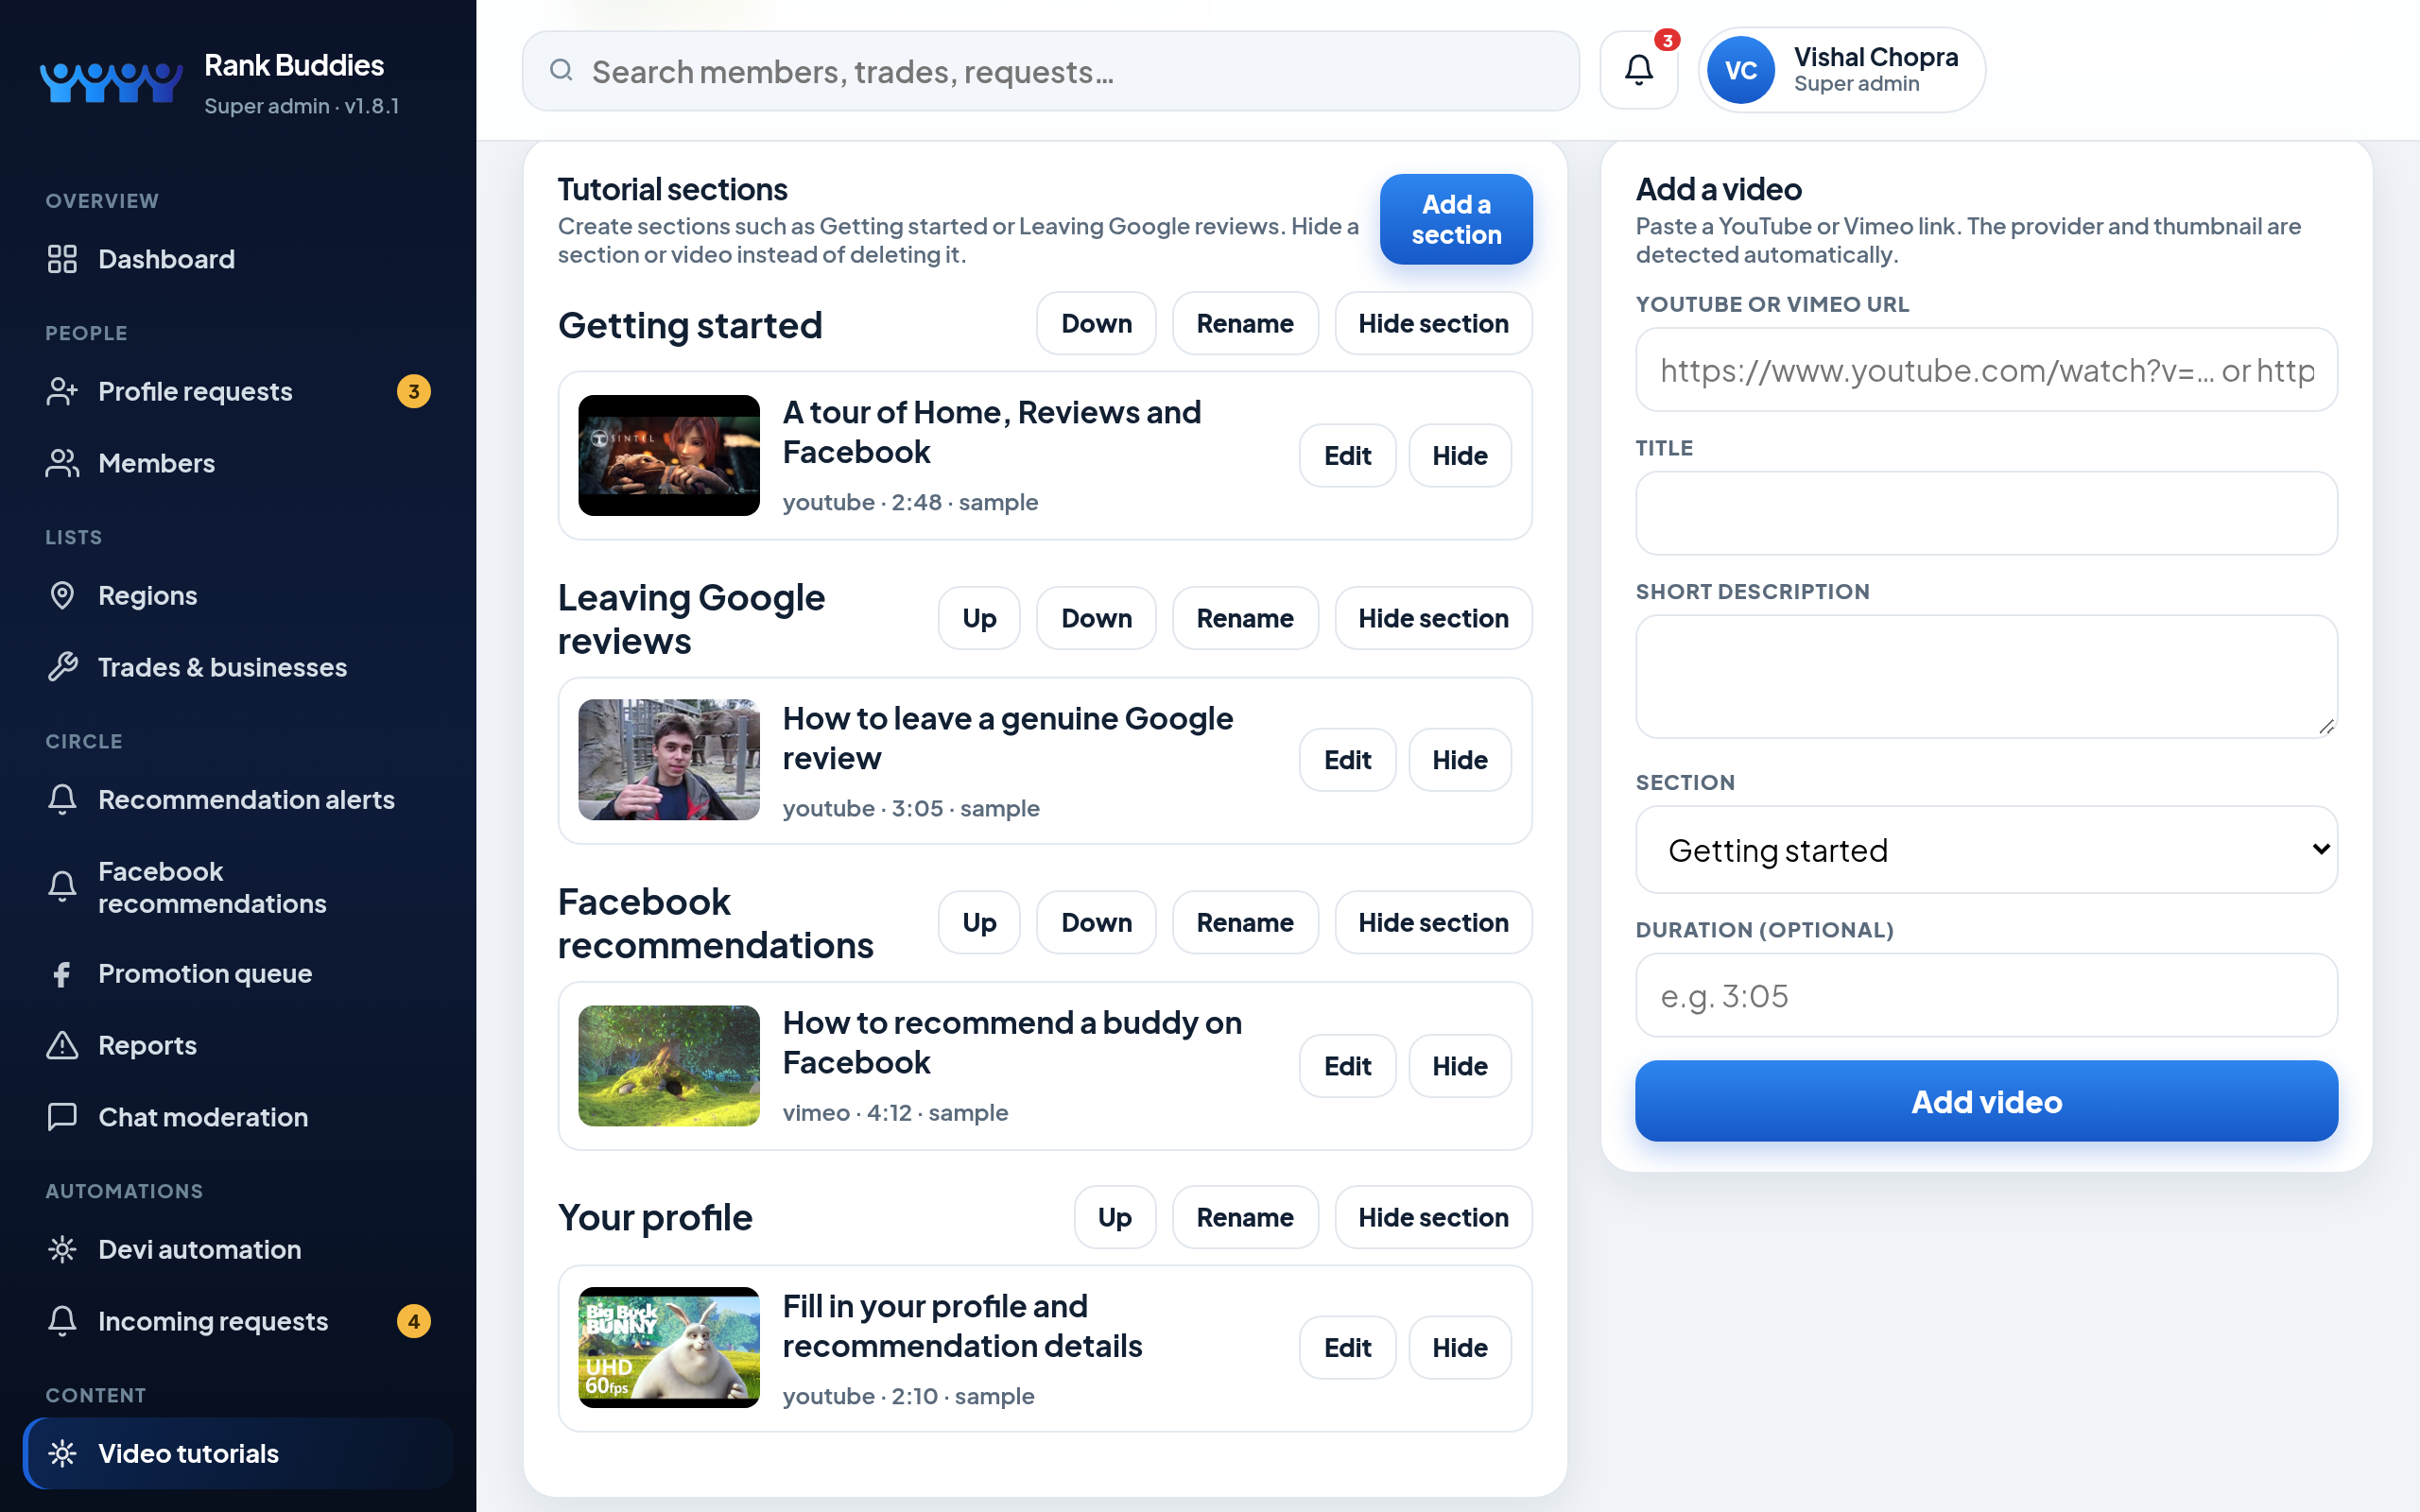 Rank Buddies
Super admin · v1.8.1
OVERVIEW
Dashboard
PEOPLE
Profile requests
3
Members
LISTS
Regions
Trades & businesses
CIRCLE
Recommendation alerts
Facebook
recommendations
Promotion queue
Reports
Chat moderation
AUTOMATIONS
Devi automation
Incoming requests
4
CONTENT
Video tutorials
Search members, trades, requests...
3
VC
Vishal Chopra
Super admin
Tutorial sections
Create sections such as Getting started or Leaving Google reviews. Hide a
section or video instead of deleting it.
Add a
section
Getting started
Down
Rename
Hide section
SINTEL
A tour of Home, Reviews and
Facebook
youtube · 2:48 · sample
Edit
Hide
Leaving Google
reviews
Up
Down
Rename
Hide section
How to leave a genuine Google
review
youtube · 3:05 · sample
Edit
Hide
Facebook
recommendations
Up
Down
Rename
Hide section
How to recommend a buddy on
Facebook
vimeo · 4:12 · sample
Edit
Hide
Your profile
Up
Rename
Hide section
Big Buck
BUNNY
UHD
60fps
Fill in your profile and
recommendation details
youtube · 2:10 · sample
Edit
Hide
Add a video
Paste a YouTube or Vimeo link. The provider and thumbnail are
detected automatically.
YOUTUBE OR VIMEO URL
https://www.youtube.com/watch?v=... or http
TITLE
SHORT DESCRIPTION
SECTION
Getting started
DURATION (OPTIONAL)
e.g. 3:05
Add video